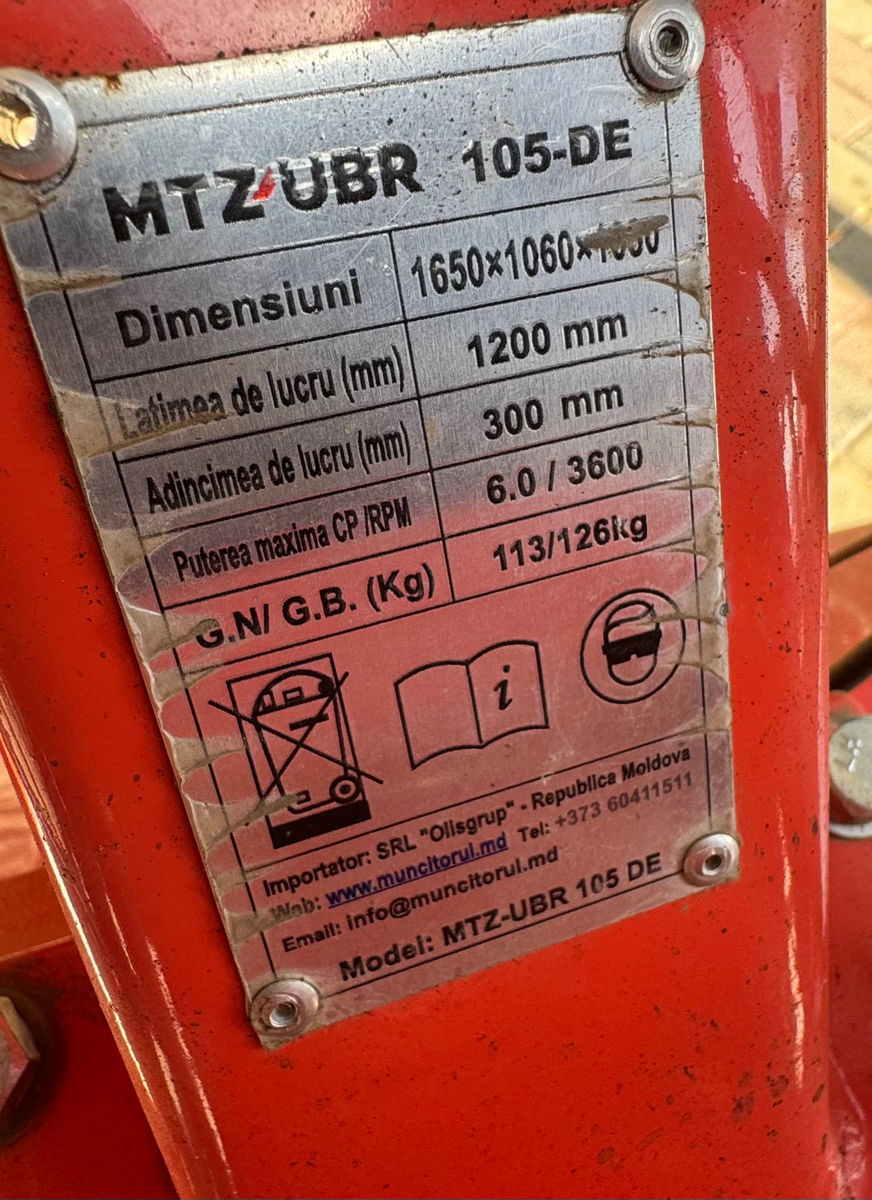 MTZ-UBR 105-DE
Dimensiuni 1650×1060×
Latimea de lucru (mm) 1200 mm
Adincimea de lucru (mm) 300 mm
Puterea maxima CP /RPM 6.0 / 3600
G.N/ G.B. (Kg) 113/126kg
i
Importator: SRL "Olisgrup" - Republica Moldova
Web: www.muncitorul.md Tel: +373 60411511
Email: info@muncitorul.md
Model: MTZ-UBR 105 DE